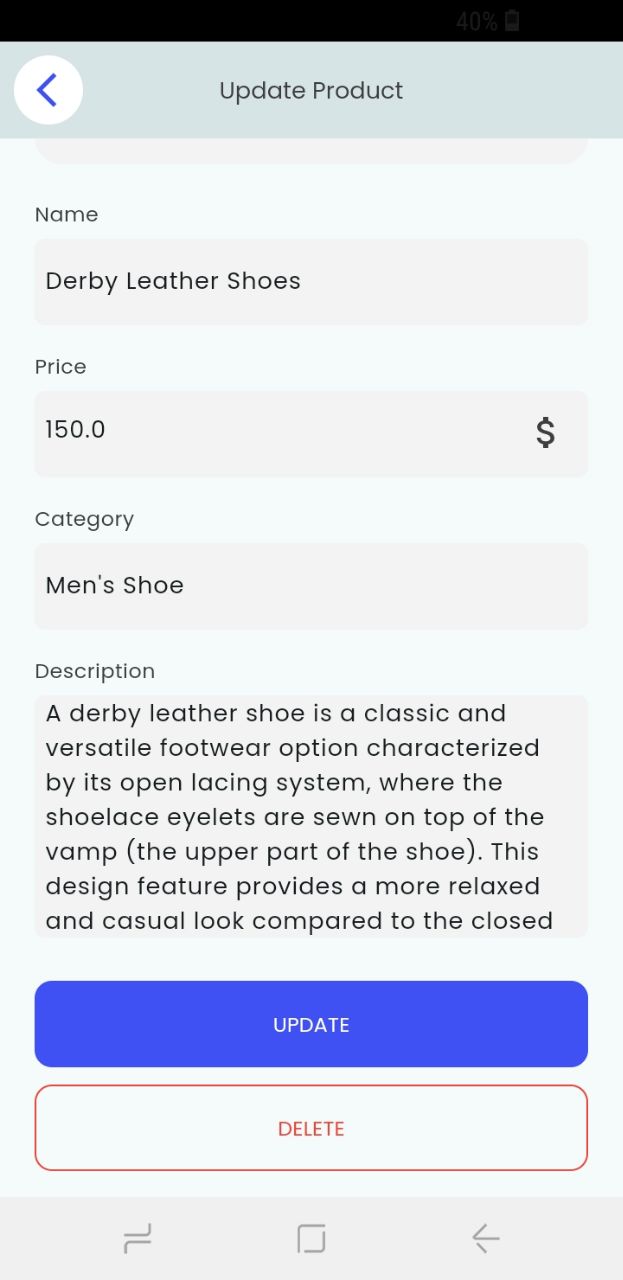 40%
Update Product
Name
Derby Leather Shoes
Price
150.0
$
Category
Men's Shoe
Description
A derby leather shoe is a classic and
versatile footwear option characterized
by its open lacing system, where the
shoelace eyelets are sewn on top of the
vamp (the upper part of the shoe). This
design feature provides a more relaxed
and casual look compared to the closed
UPDATE
DELETE